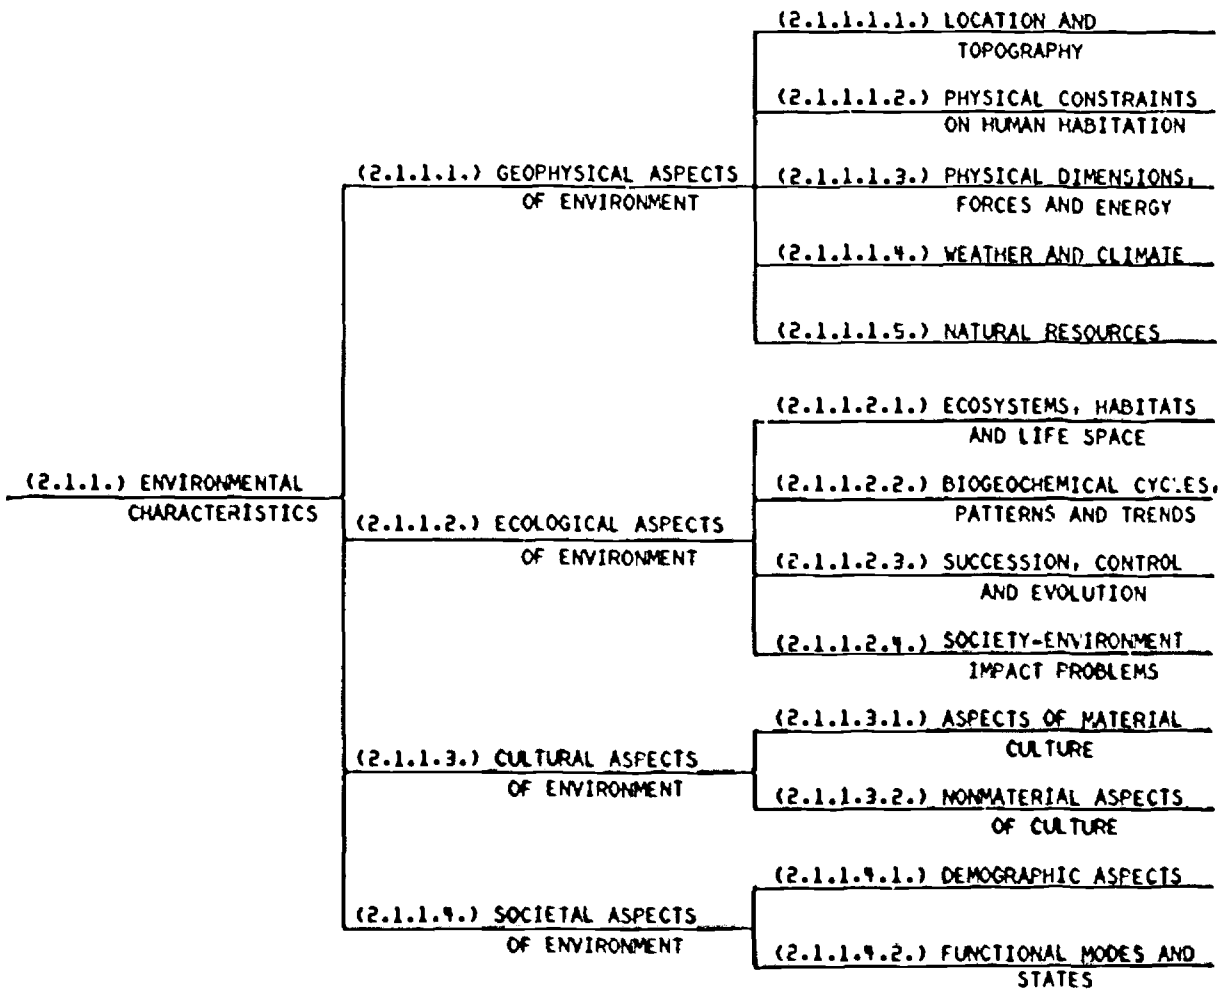 (2.1.1.1.1.) LOCATION AND
TOPOGRAPHY
(2.1.1.1.2.) PHYSICAL CONSTRAINTS
ON HUMAN HABITATION
(2.1.1.1.) GEOPHYSICAL ASPECTS
OF ENVIRONMENT
(2.1.1.1.3.) PHYSICAL DIMENSIONS,
FORCES AND ENERGY
(2.1.1.1.4.) WEATHER AND CLIMATE
(2.1.1.1.5.) NATURAL RESOURCES
(2.1.1.2.1.) ECOSYSTEMS, HABITATS
AND LIFE SPACE
(2.1.1.) ENVIRONMENTAL
CHARACTERISTICS
(2.1.1.2.2.) BIOGEOCHEMICAL CYCLES,
PATTERNS AND TRENDS
(2.1.1.2.) ECOLOGICAL ASPECTS
OF ENVIRONMENT
(2.1.1.2.3.) SUCCESSION, CONTROL
AND EVOLUTION
(2.1.1.2.4.) SOCIETY-ENVIRONMENT
IMPACT PROBLEMS
(2.1.1.3.1.) ASPECTS OF MATERIAL
CULTURE
(2.1.1.3.) CULTURAL ASPECTS
OF ENVIRONMENT
(2.1.1.3.2.) NONMATERIAL ASPECTS
OF CULTURE
(2.1.1.4.1.) DEMOGRAPHIC ASPECTS
(2.1.1.4.) SOCIETAL ASPECTS
OF ENVIRONMENT
(2.1.1.4.2.) FUNCTIONAL MODES AND
STATES